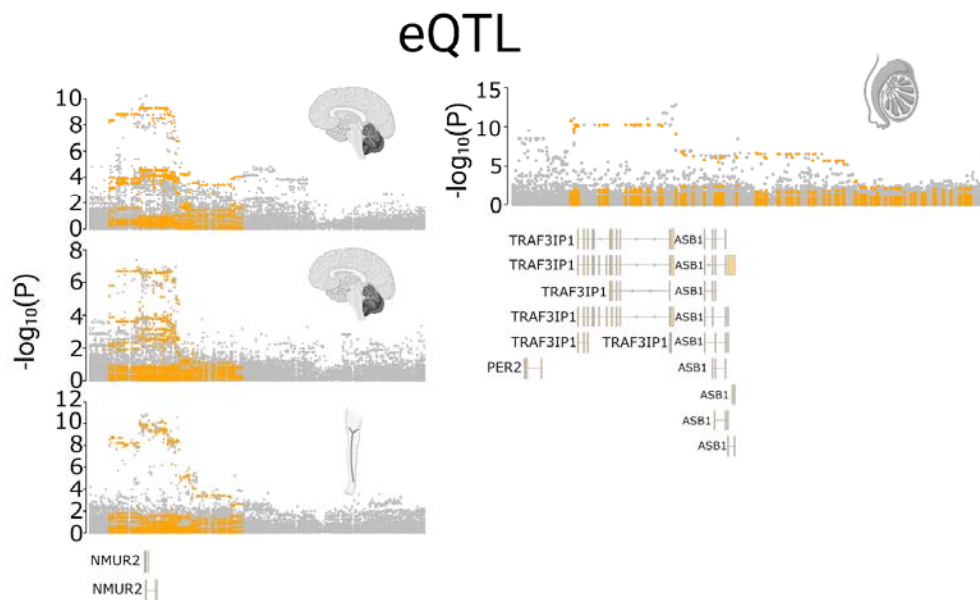 eQTL
-log₁₀(P)
10
8
6
4
2
0
8
6
4
2
0
-log₁₀(P)
12
10
8
6
4
2
0
NMUR2
NMUR2
-log₁₀(P)
15
10
5
0
TRAF3IP1 ASB1
TRAF3IP1 ASB1
TRAF3IP1 ASB1
TRAF3IP1 ASB1
TRAF3IP1 TRAF3IP1 ASB1
PER2 ASB1
ASB1
ASB1
ASB1